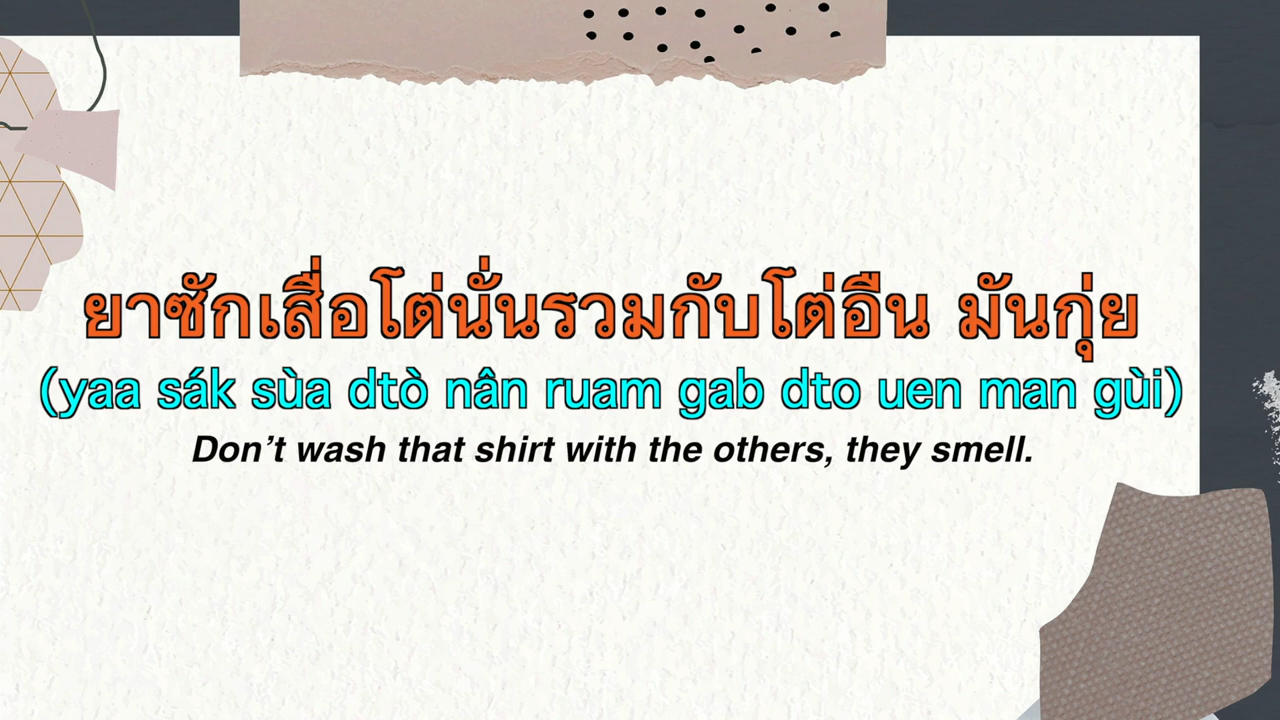 ยาซักเสื่อโต่นั่นรวมกับโต่อืน มันกุ่ย
(yaa sák sùa dtò nân ruam gab dto uen man gùi)
Don’t wash that shirt with the others, they smell.